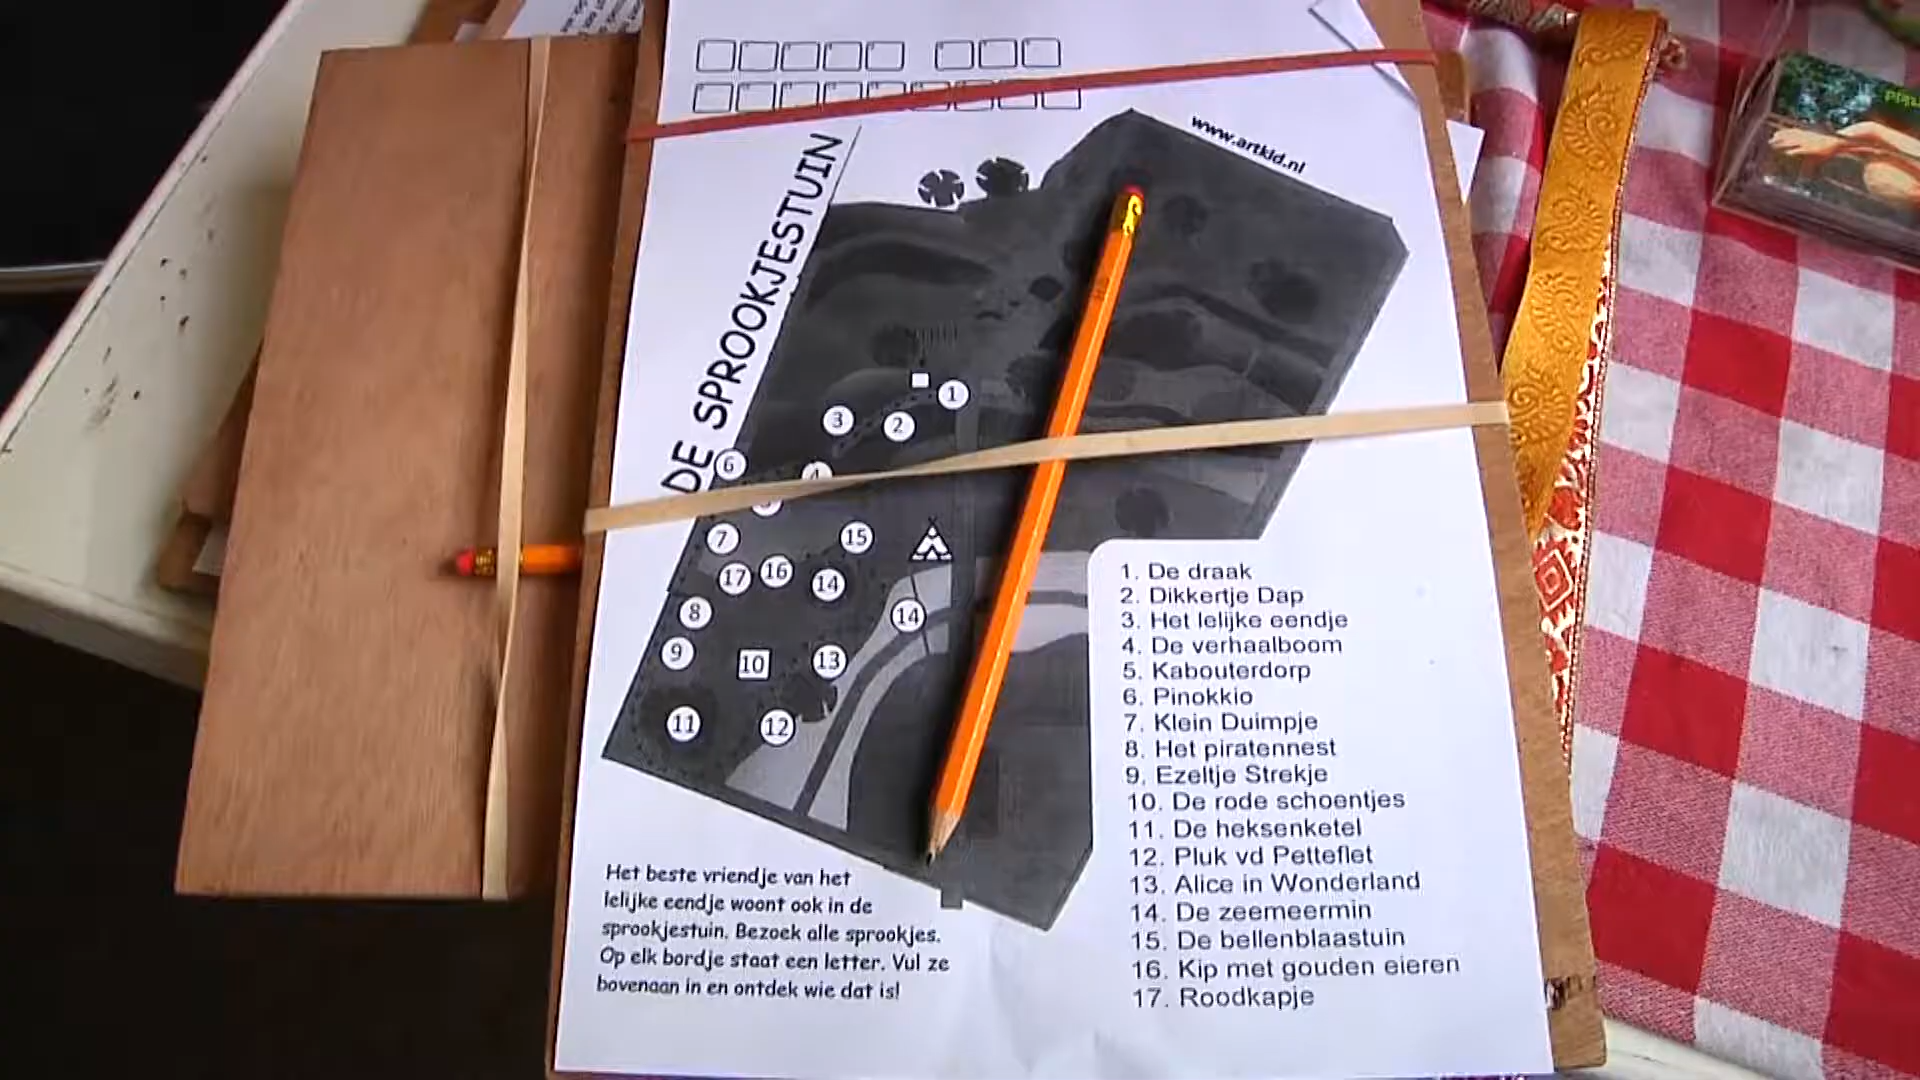 www.artkid.nl
DE SPROOKJESTUIN
1
2
3
4
6
7
15
17
16
14
8
14
9
10
13
11
12
1. De draak
2. Dikkertje Dap
3. Het lelijke eendje
4. De verhaalboom
5. Kabouterdorp
6. Pinokkio
7. Klein Duimpje
8. Het piratennest
9. Ezeltje Strekje
10. De rode schoentjes
11. De heksenketel
12. Pluk vd Petteflet
13. Alice in Wonderland
14. De zeemeermin
15. De bellenblaastuin
16. Kip met gouden eieren
17. Roodkapje
Het beste vriendje van het
lelijke eendje woont ook in de
sprookjestuin. Bezoek alle sprookjes.
Op elk bordje staat een letter. Vul ze
bovenaan in en ontdek wie dat is!